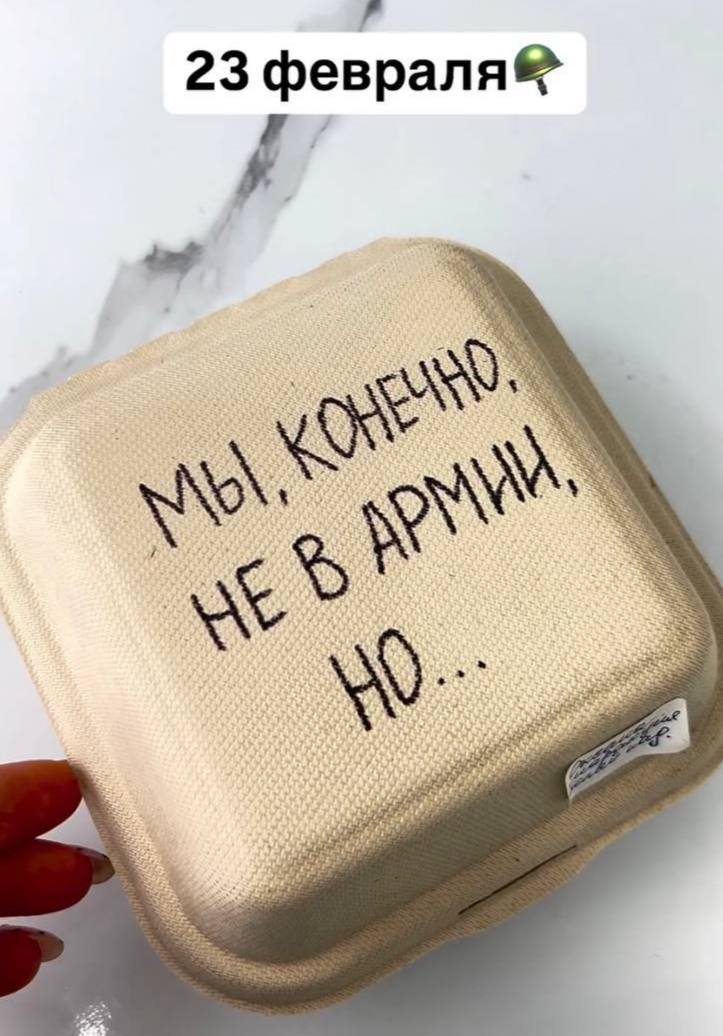 23 февраля
МЫ, КОНЕЧНО,
НЕ В АРМИИ,
НО...